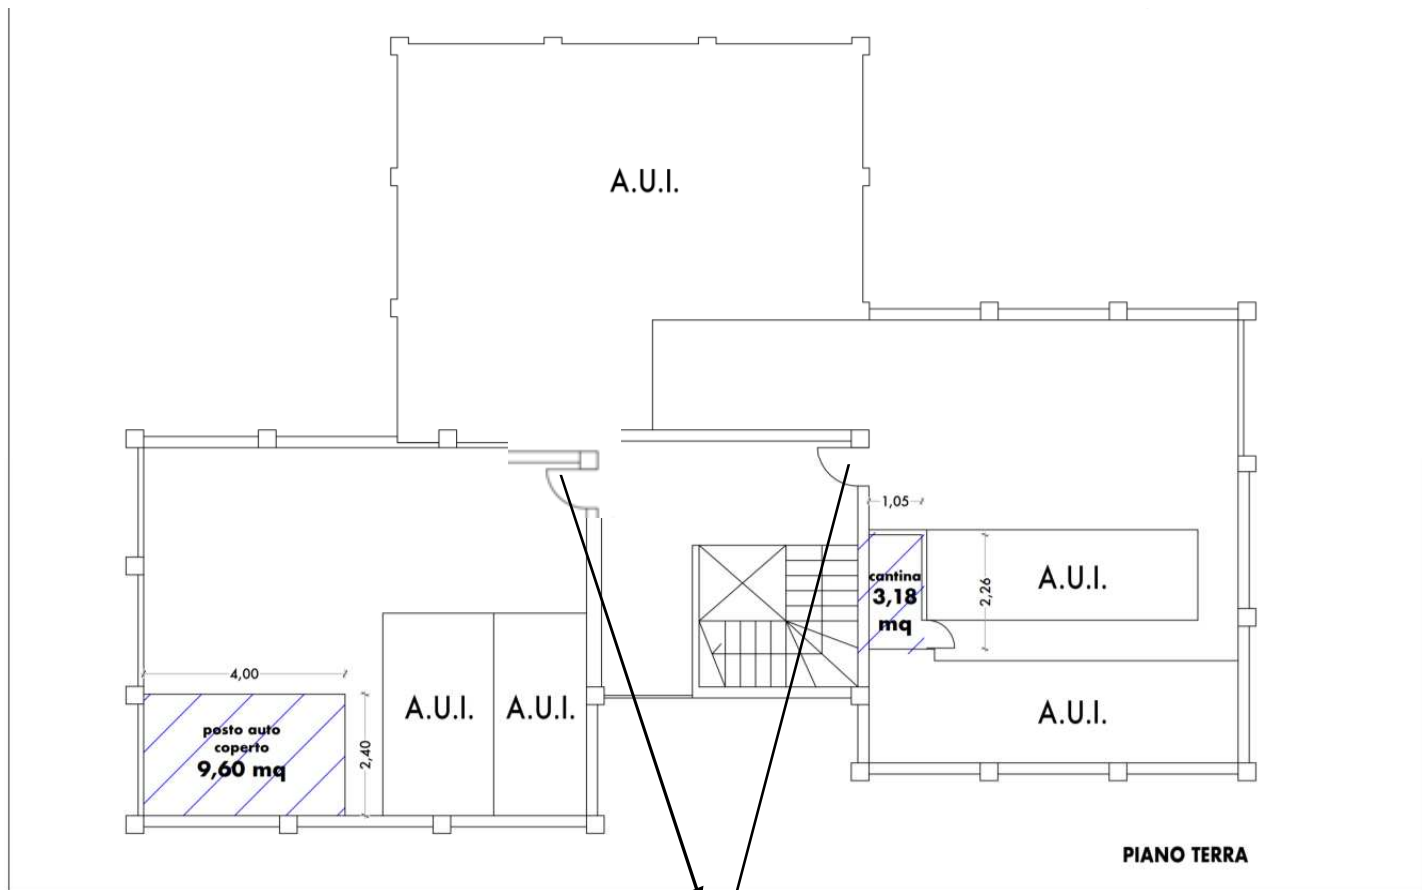 A.U.I.
1,05
cantina
3,18
mq
2,26
A.U.I.
4,00
posto auto
coperto
9,60 mq
2,40
A.U.I.
A.U.I.
A.U.I.
PIANO TERRA